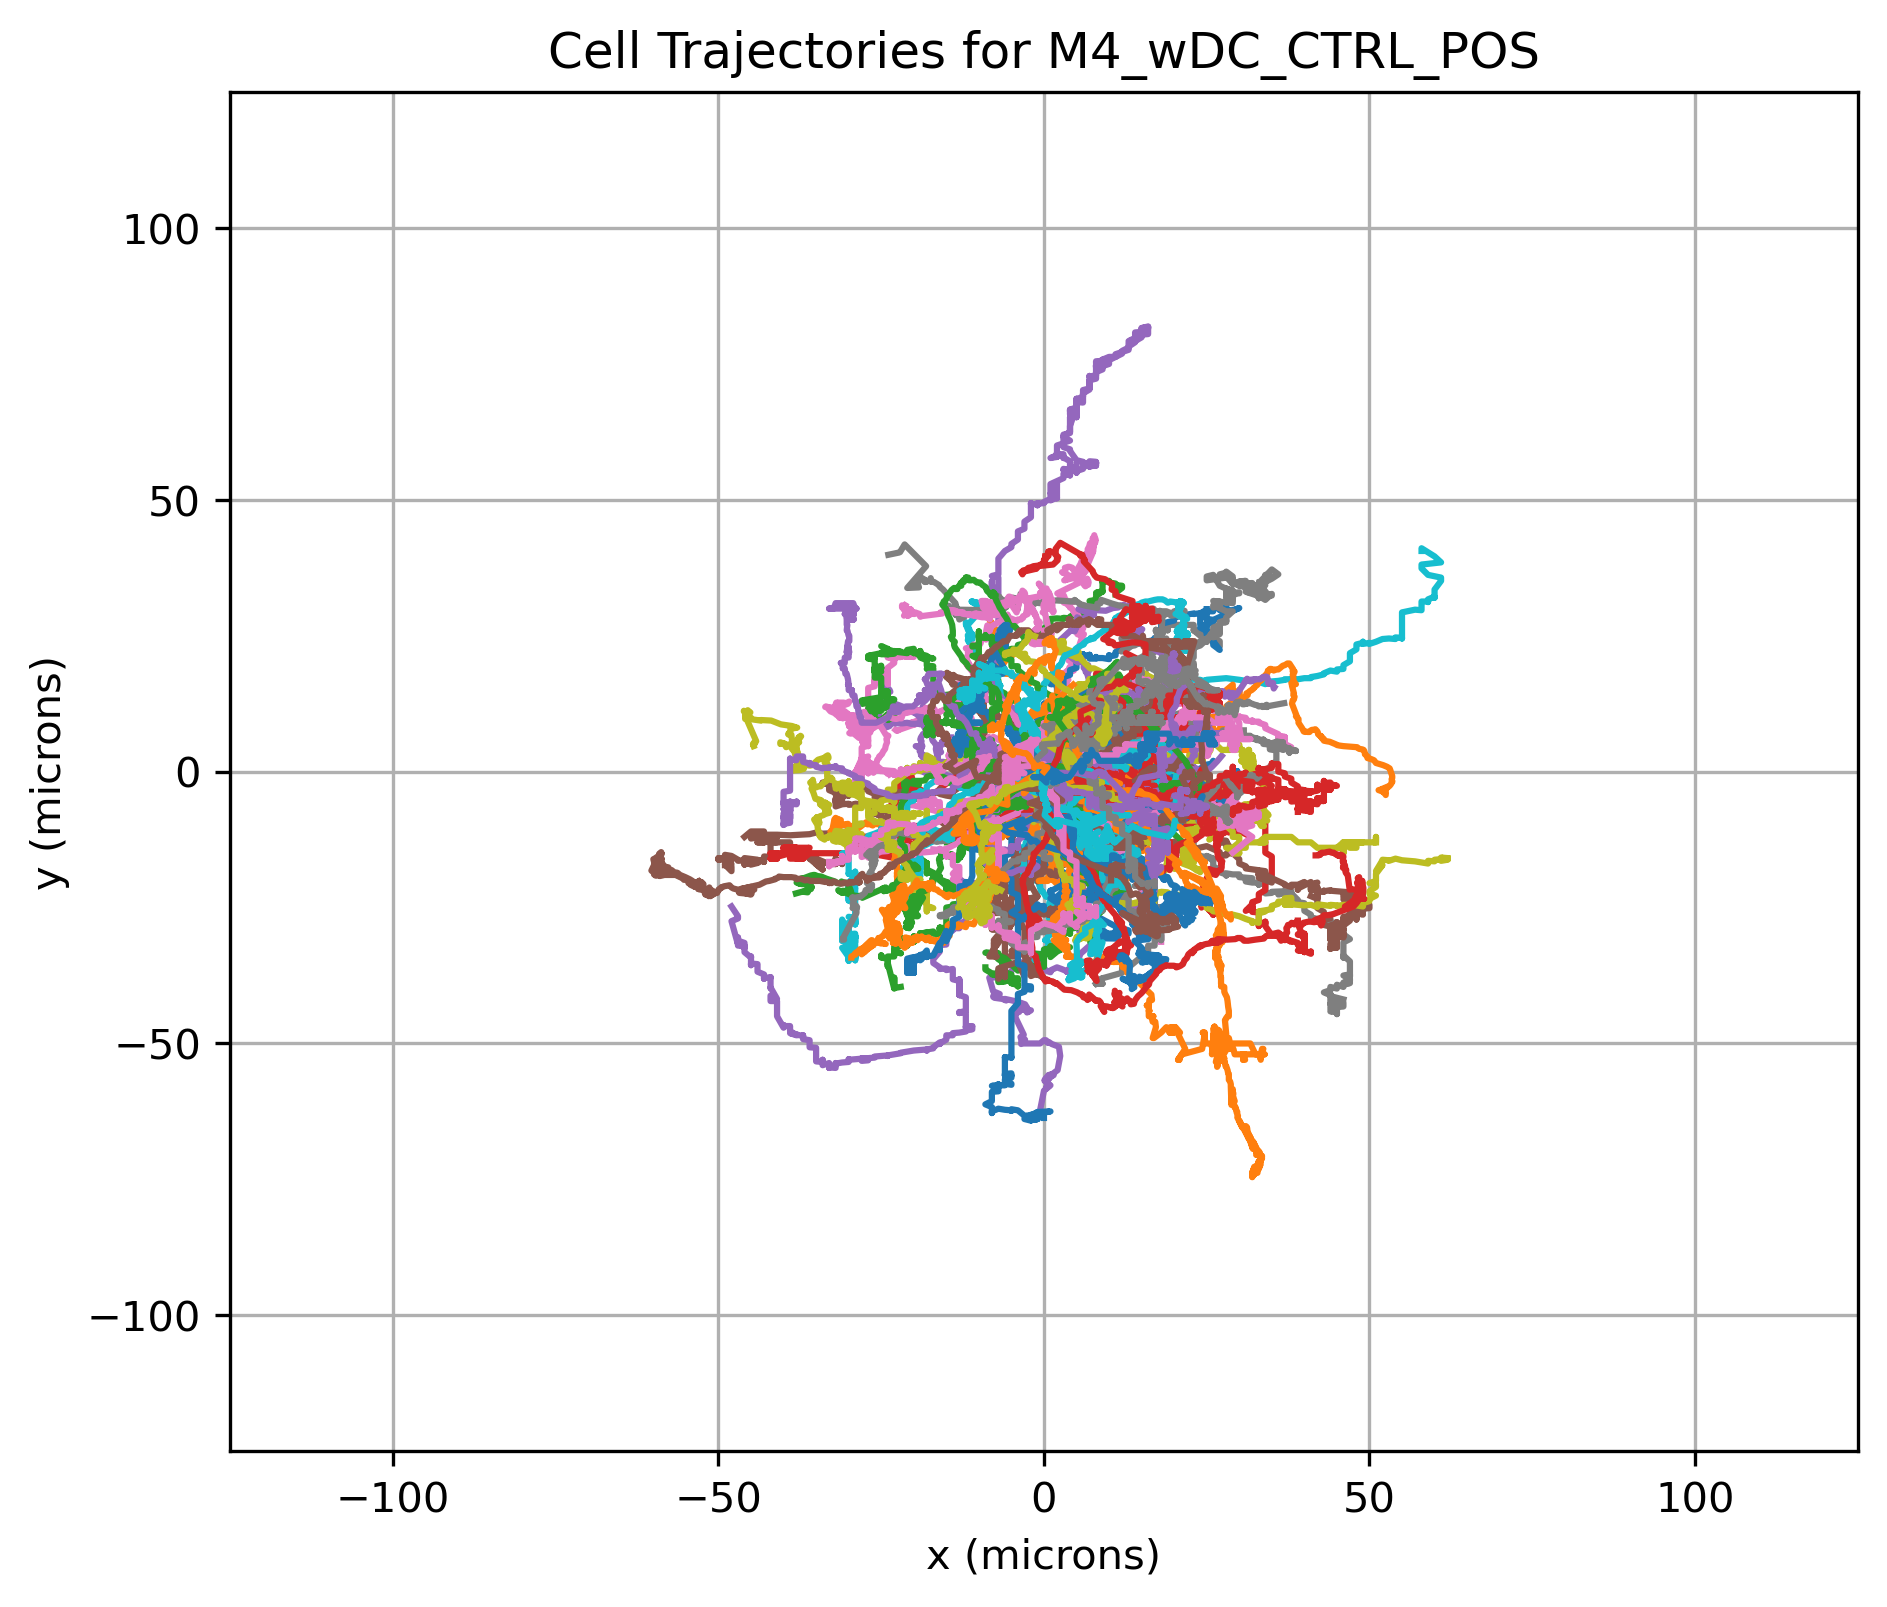 Cell Trajectories for M4_wDC_CTRL_POS
100
50
0
−50
−100
y (microns)
−100 −50 0 50 100
x (microns)